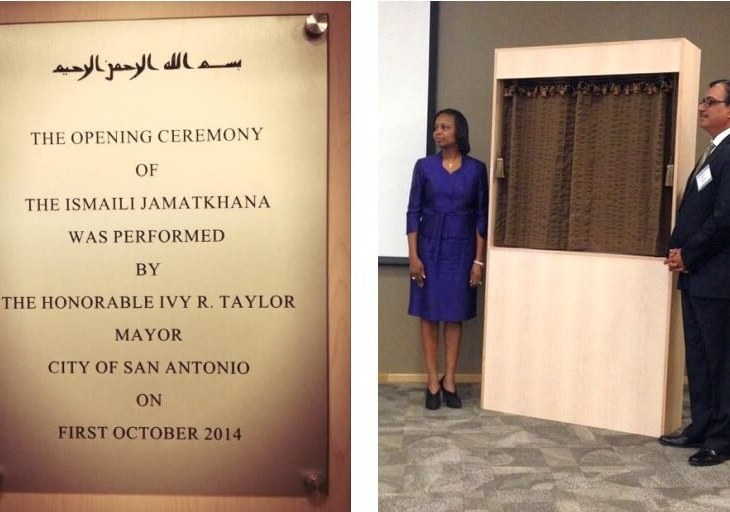 بسم الله الرحمن الرحيم
THE OPENING CEREMONY
OF
THE ISMAILI JAMATKHANA
WAS PERFORMED
BY
THE HONORABLE IVY R. TAYLOR
MAYOR
CITY OF SAN ANTONIO
ON
FIRST OCTOBER 2014